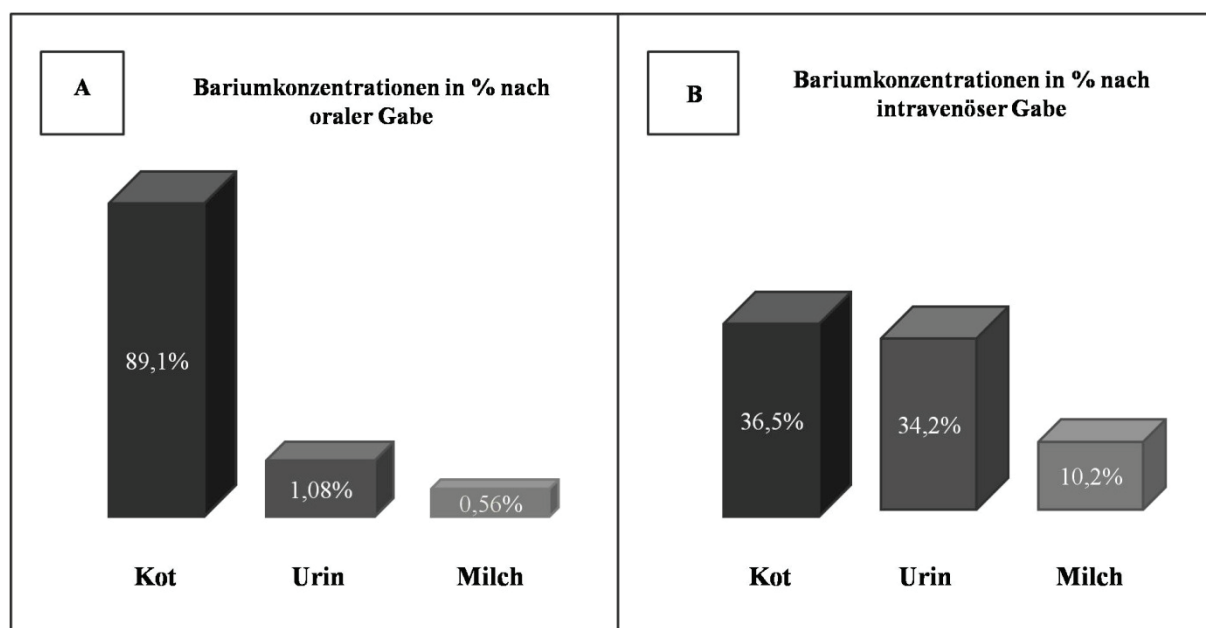 A
Bariumkonzentrationen in % nach
oraler Gabe
89,1%
1,08%
0,56%
Kot
Urin
Milch
B
Bariumkonzentrationen in % nach
intravenöser Gabe
36,5%
34,2%
10,2%
Kot
Urin
Milch